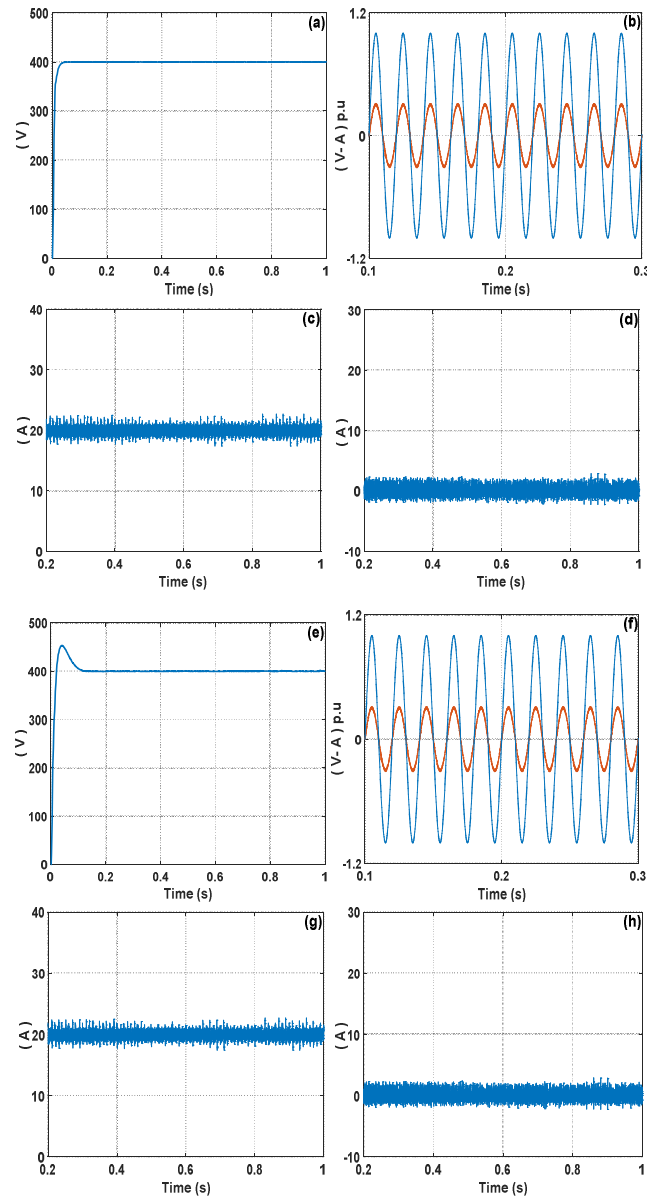 (a)
500
400
300
200
100
0
( V )
0 0.2 0.4 0.6 0.8 1
Time (s)
(b)
1.2
0
-1.2
( V- A ) p.u
0.1 0.2 0.3
Time (s)
(c)
40
30
20
10
0
( A )
0.2 0.4 0.6 0.8 1
Time (s)
(d)
30
20
10
0
-10
( A )
0.2 0.4 0.6 0.8 1
Time (s)
(e)
500
400
300
200
100
0
( V )
0 0.2 0.4 0.6 0.8 1
Time (s)
(f)
1.2
0
-1.2
( V- A ) p.u
0.1 0.2 0.3
Time (s)
(g)
40
30
20
10
0
( A )
0.2 0.4 0.6 0.8 1
Time (s)
(h)
30
20
10
0
-10
( A )
0.2 0.4 0.6 0.8 1
Time (s)